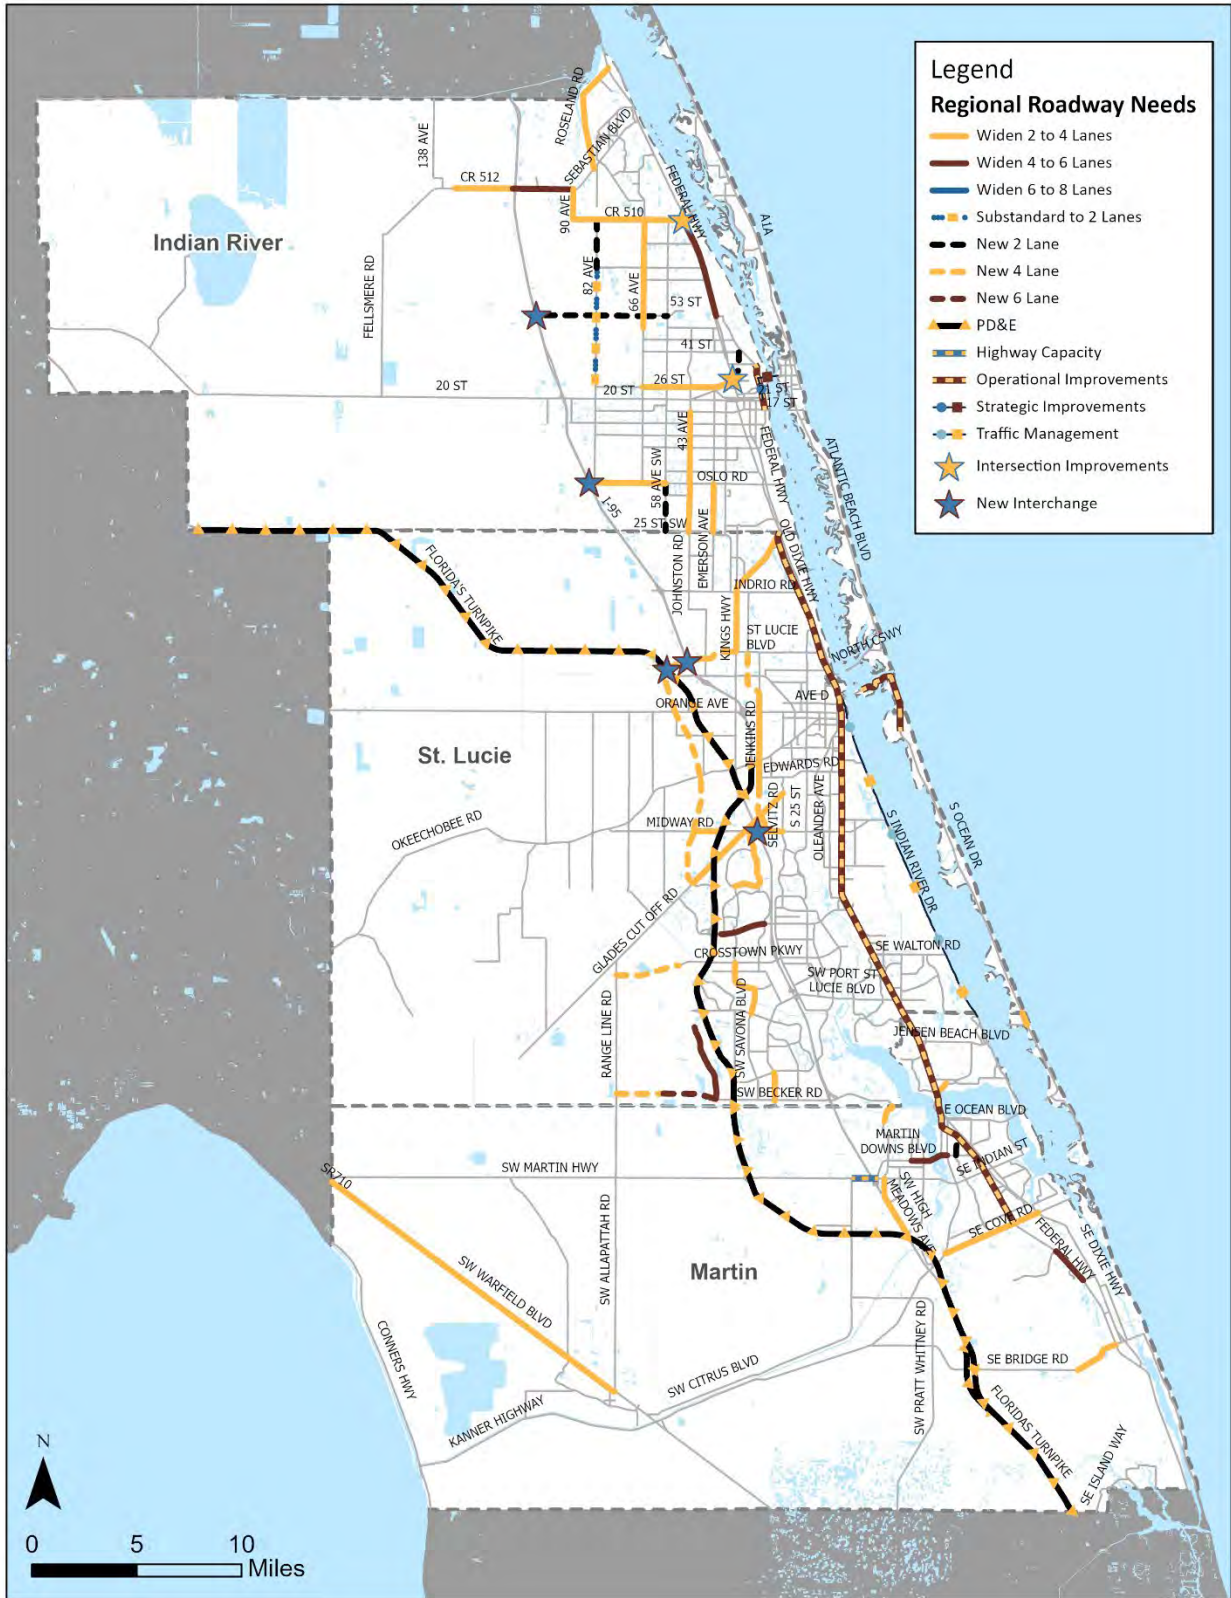 Legend
Regional Roadway Needs
Widen 2 to 4 Lanes
Widen 4 to 6 Lanes
Widen 6 to 8 Lanes
Substandard to 2 Lanes
New 2 Lane
New 4 Lane
New 6 Lane
PD&E
Highway Capacity
Operational Improvements
Strategic Improvements
Traffic Management
Intersection Improvements
New Interchange
ROSELAND RD
138 AVE
SEBASTIAN BLVD
CR 512
FEDERAL HWY
90 AVE
CR 510
A1A
Indian River
82 AVE
66 AVE
FELLSMERE RD
53 ST
41 ST
26 ST
20 ST
20 ST
17 ST
43 AVE
FEDERAL HWY
ATLANTIC BEACH BLVD
OSLO RD
58 AVE SW
I-95
25 ST SW
EMERSON AVE
JOHNSTON RD
OLD DIXIE HWY
FLORIDA'S TURNPIKE
INDRIO RD
KINGS HWY
ST LUCIE
BLVD
NORTH CSWY
AVE D
ORANGE AVE
JENKINS RD
St. Lucie
EDWARDS RD
SELVITZ RD
S 25 ST
OLEANDER AVE
MIDWAY RD
OKEECHOBEE RD
S INDIAN RIVER DR
S OCEAN DR
GLADES CUT OFF RD
SE WALTON RD
CROSSTOWN PKWY
SW PORT ST
LUCIE BLVD
RANGE LINE RD
SW SAVONA BLVD
JENSEN BEACH BLVD
SW BECKER RD
E OCEAN BLVD
MARTIN
DOWNS BLVD
SE INDIAN ST
SW MARTIN HWY
SR710
SW HIGH
MEADOWS AVE
SE COVE RD
SW ALLAPATTAH RD
FEDERAL HWY
SE DIXIE HWY
Martin
SW WARFIELD BLVD
CONNERS HWY
SW PRATT WHITNEY RD
SE BRIDGE RD
SW CITRUS BLVD
KANNER HIGHWAY
FLORIDAS TURNPIKE
SE ISLAND WAY
N
0 5 10
Miles